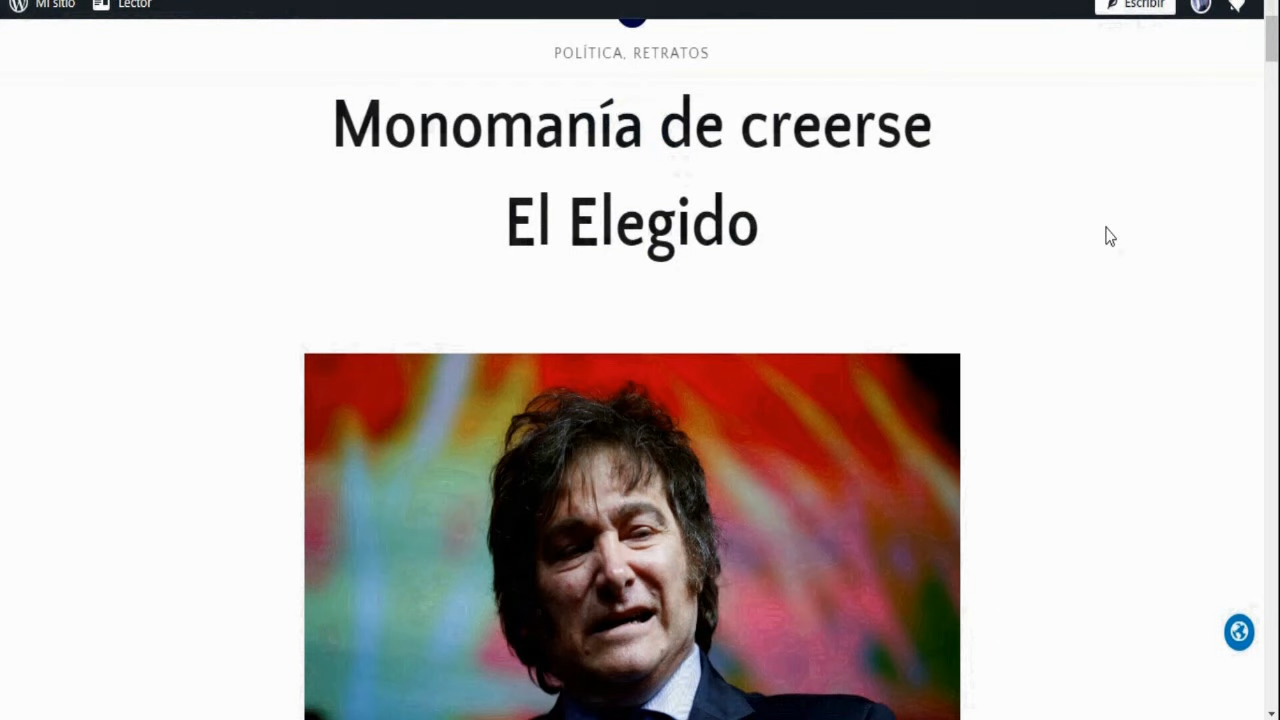 Mi sitio Lector Escribir
POLÍTICA, RETRATOS
Monomanía de creerse
El Elegido